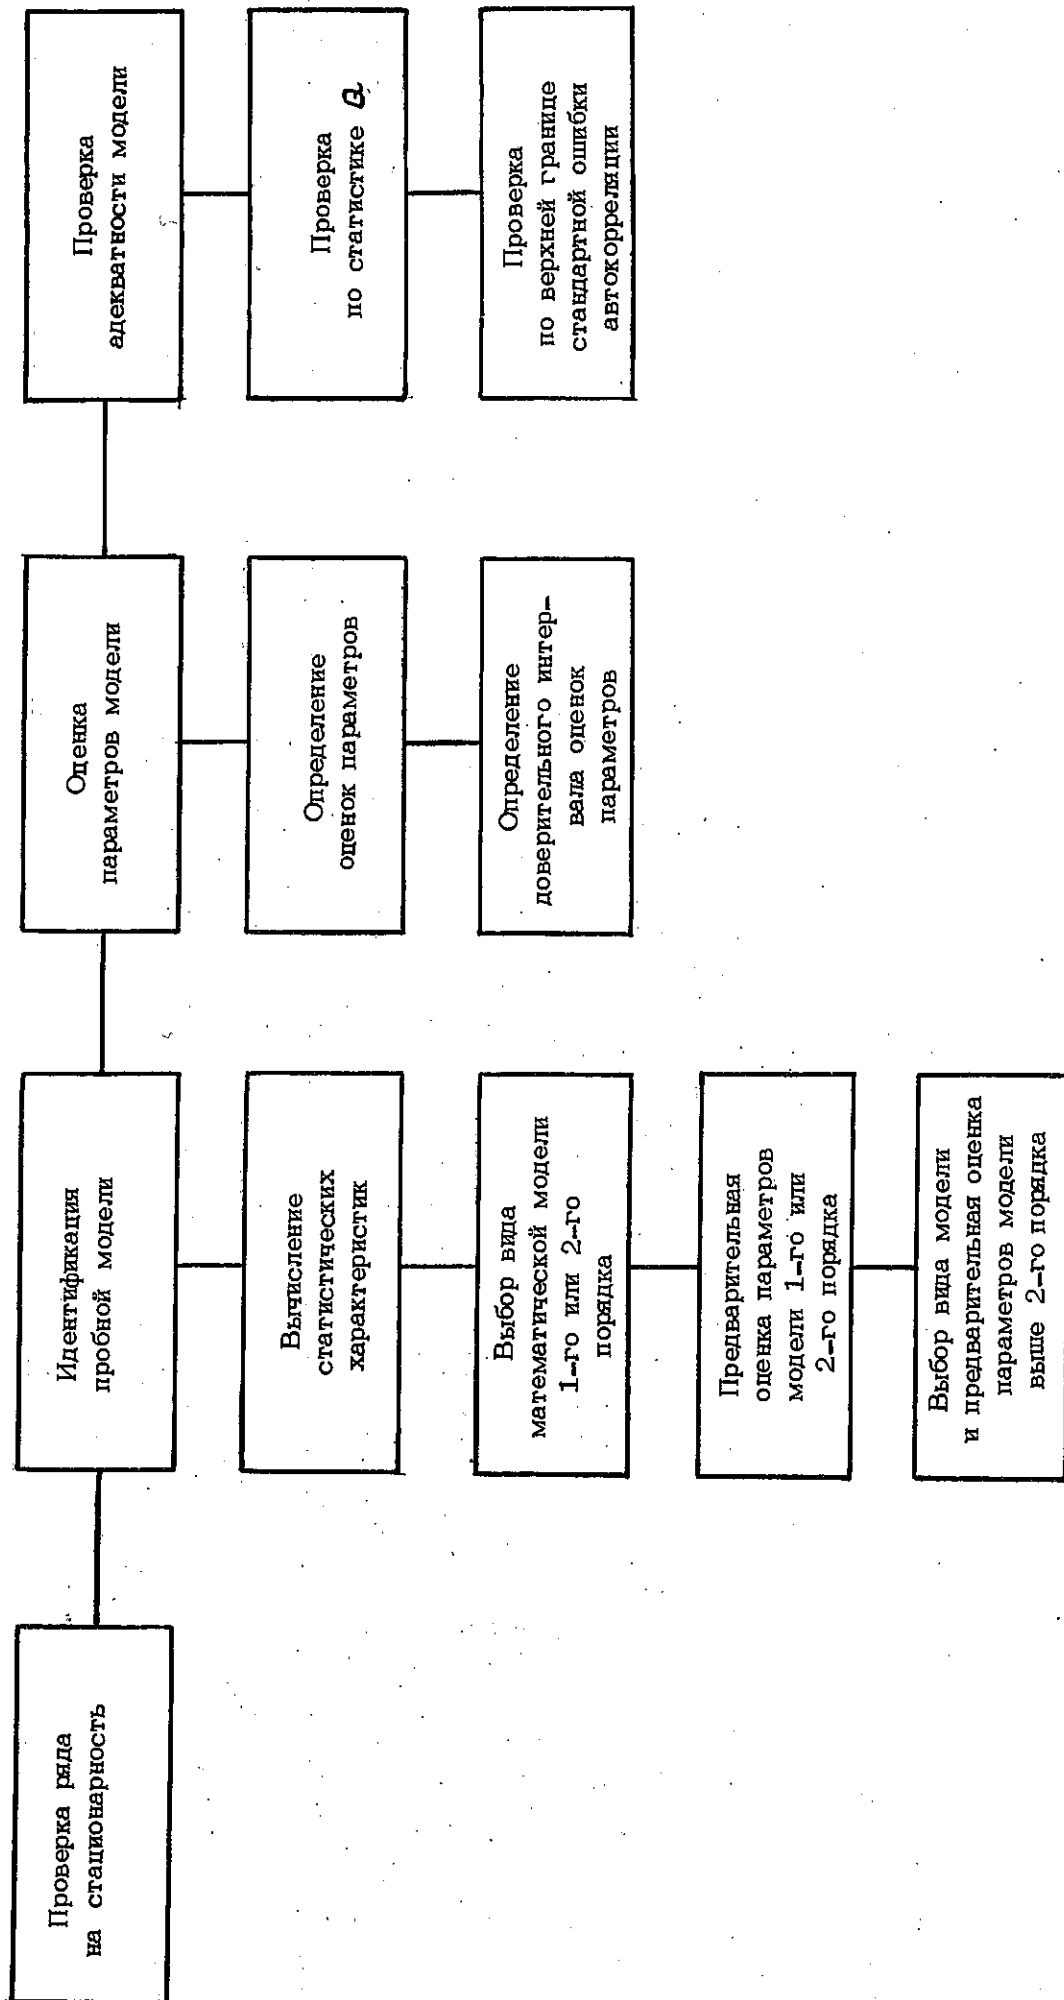 Проверка ряда
на стационарность
Идентификация
пробной модели
Вычисление
статистических
характеристик
Выбор вида
математической модели
1-го или 2-го
порядка
Предварительная
оценка параметров
модели 1-го или
2-го порядка
Выбор вида модели
и предварительная оценка
параметров модели
выше 2-го порядка
Оценка
параметров модели
Определение
оценок параметров
Определение
доверительного интер-
вала оценок
параметров
Проверка
адекватности модели
Проверка
по статистике Q
Проверка
по верхней границе
стандартной ошибки
автокорреляции